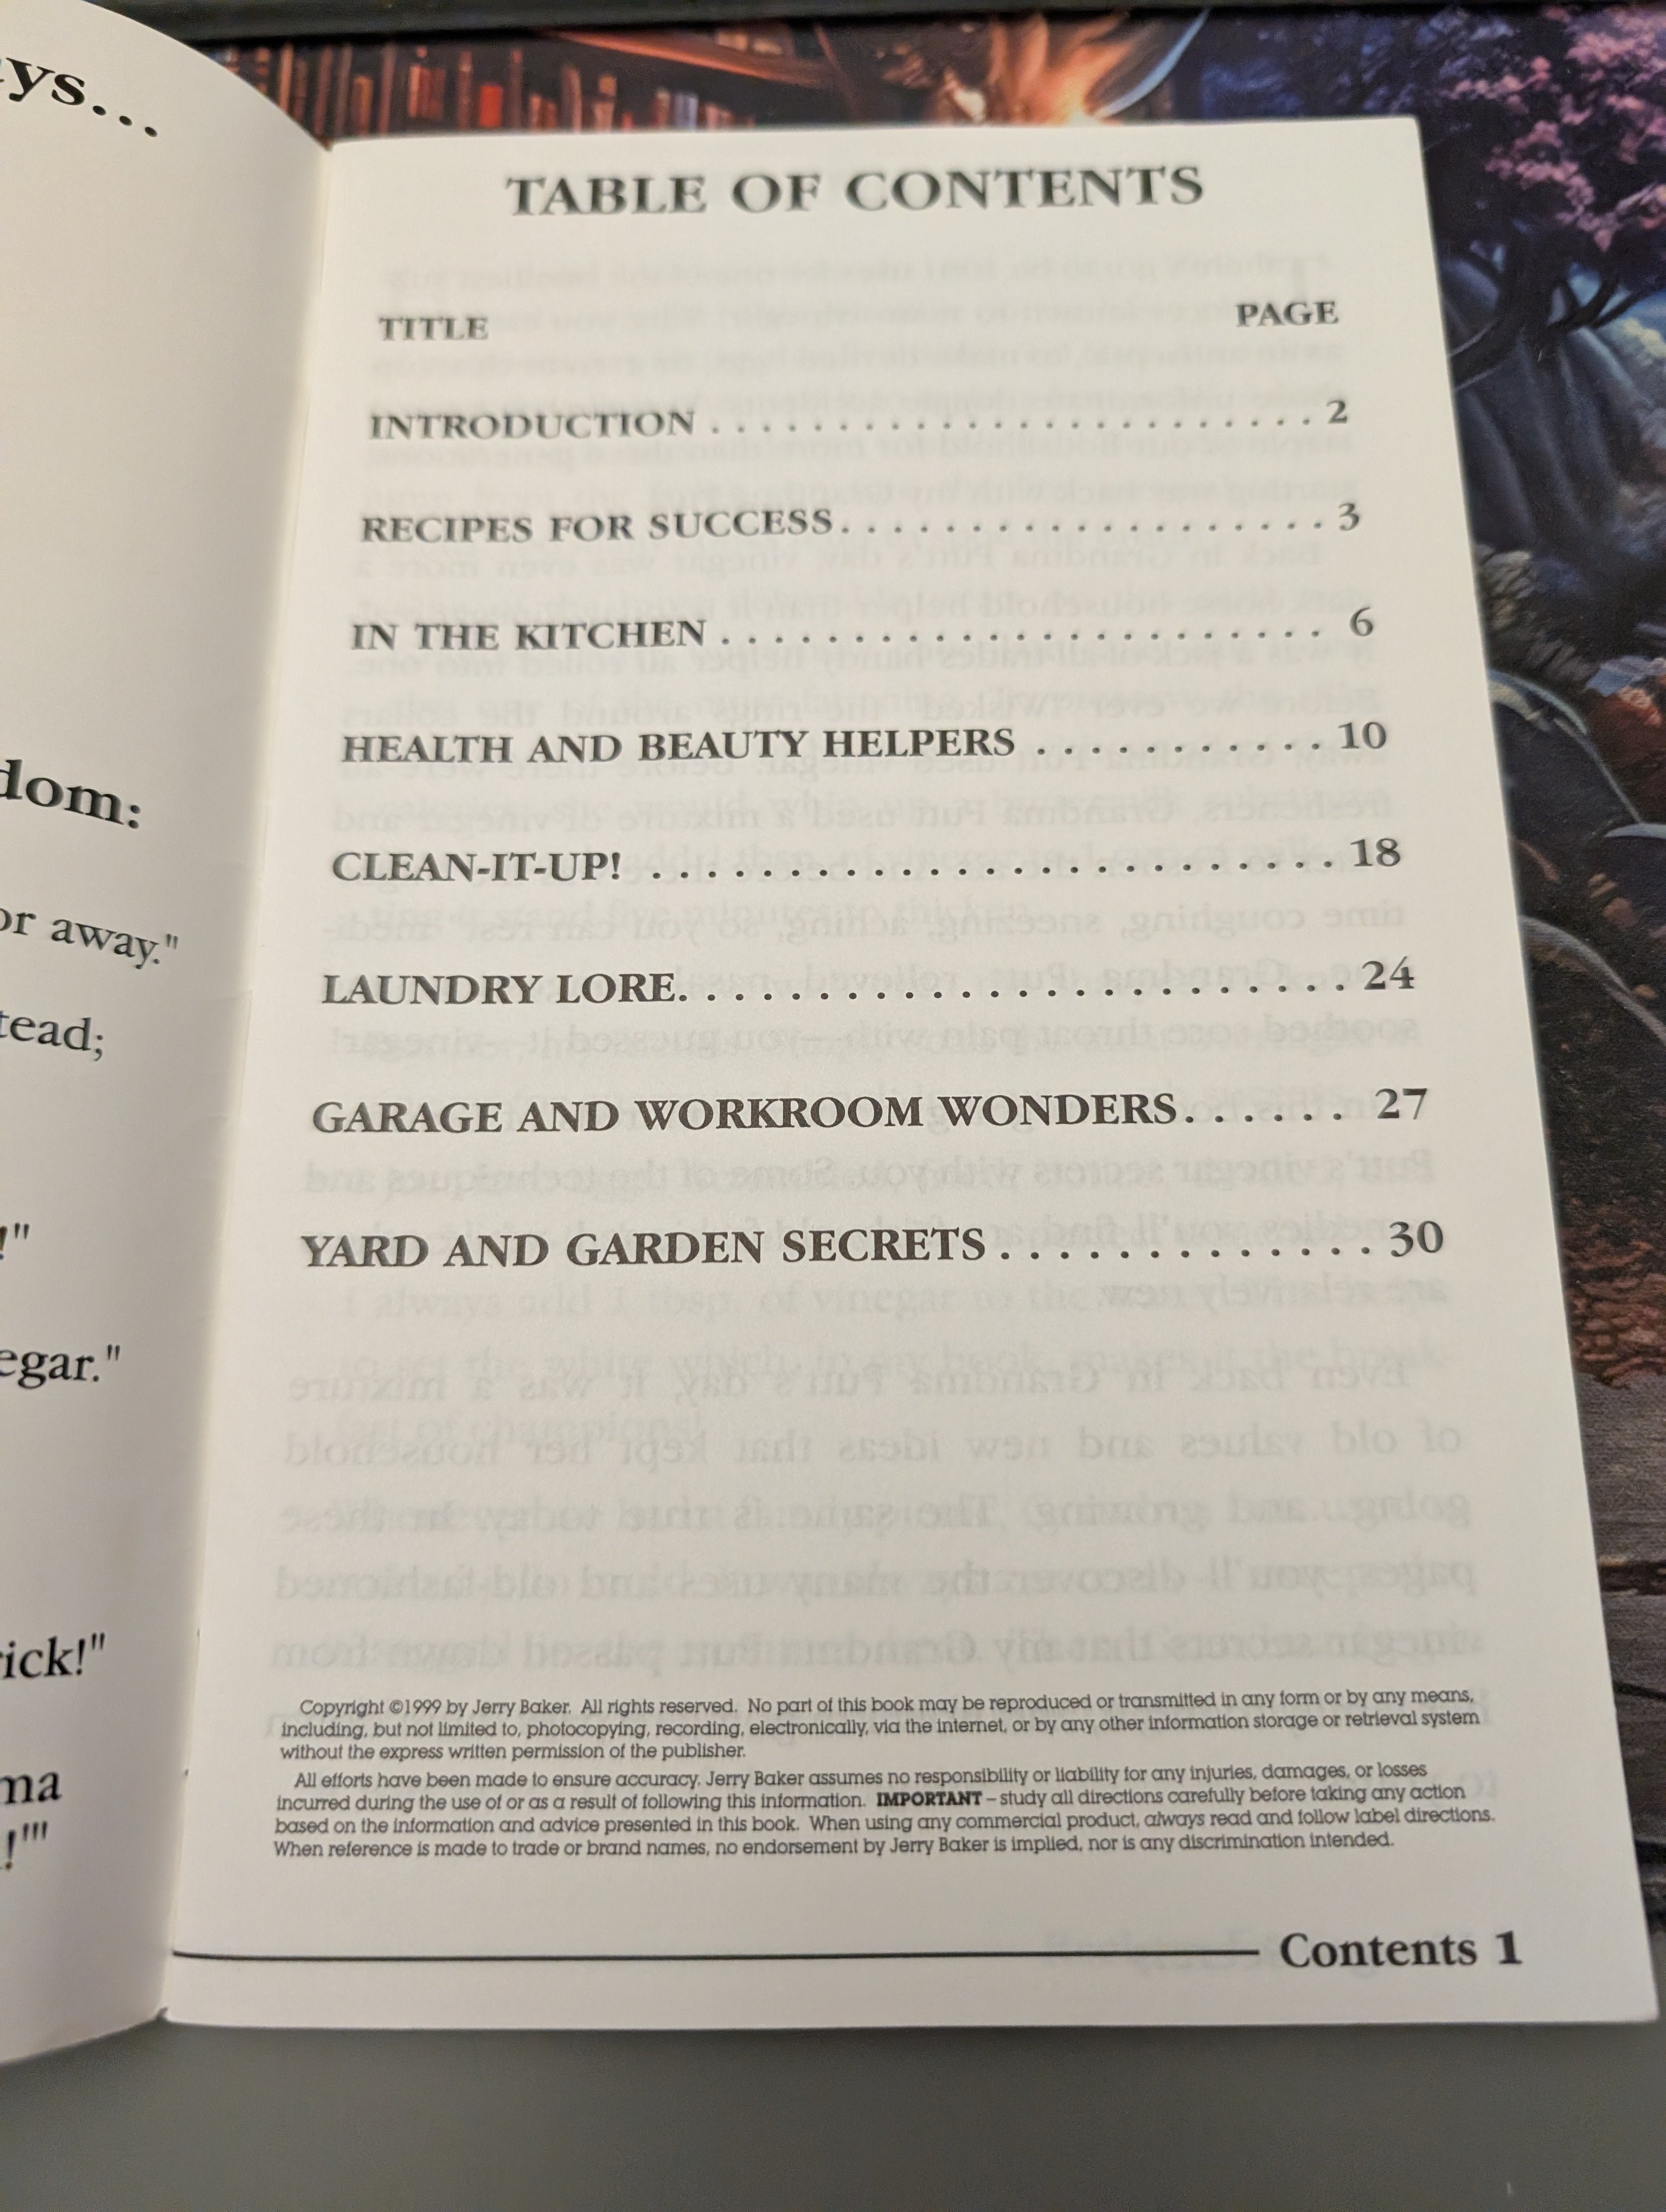 ys...
dom:
or away."
tead;
!"
egar."
rick!"
ma
!'"
TABLE OF CONTENTS
TITLE PAGE
INTRODUCTION . . . . . . . . . . . . . . . . . . . . . . . . 2
RECIPES FOR SUCCESS. . . . . . . . . . . . . . . . . . . 3
IN THE KITCHEN . . . . . . . . . . . . . . . . . . . . . . . 6
HEALTH AND BEAUTY HELPERS . . . . . . . . . . . 10
CLEAN-IT-UP! . . . . . . . . . . . . . . . . . . . . . . . . . 18
LAUNDRY LORE. . . . . . . . . . . . . . . . . . . . . . . . 24
GARAGE AND WORKROOM WONDERS. . . . . . 27
YARD AND GARDEN SECRETS . . . . . . . . . . . . . . 30
Copyright ©1999 by Jerry Baker. All rights reserved. No part of this book may be reproduced or transmitted in any form or by any means,
including, but not limited to, photocopying, recording, electronically, via the internet, or by any other information storage or retrieval system
without the express written permission of the publisher.
All efforts have been made to ensure accuracy. Jerry Baker assumes no responsibility or liability for any injuries, damages, or losses
incurred during the use of or as a result of following this information. IMPORTANT – study all directions carefully before taking any action
based on the information and advice presented in this book. When using any commercial product, always read and follow label directions.
When reference is made to trade or brand names, no endorsement by Jerry Baker is implied, nor is any discrimination intended.
Contents 1